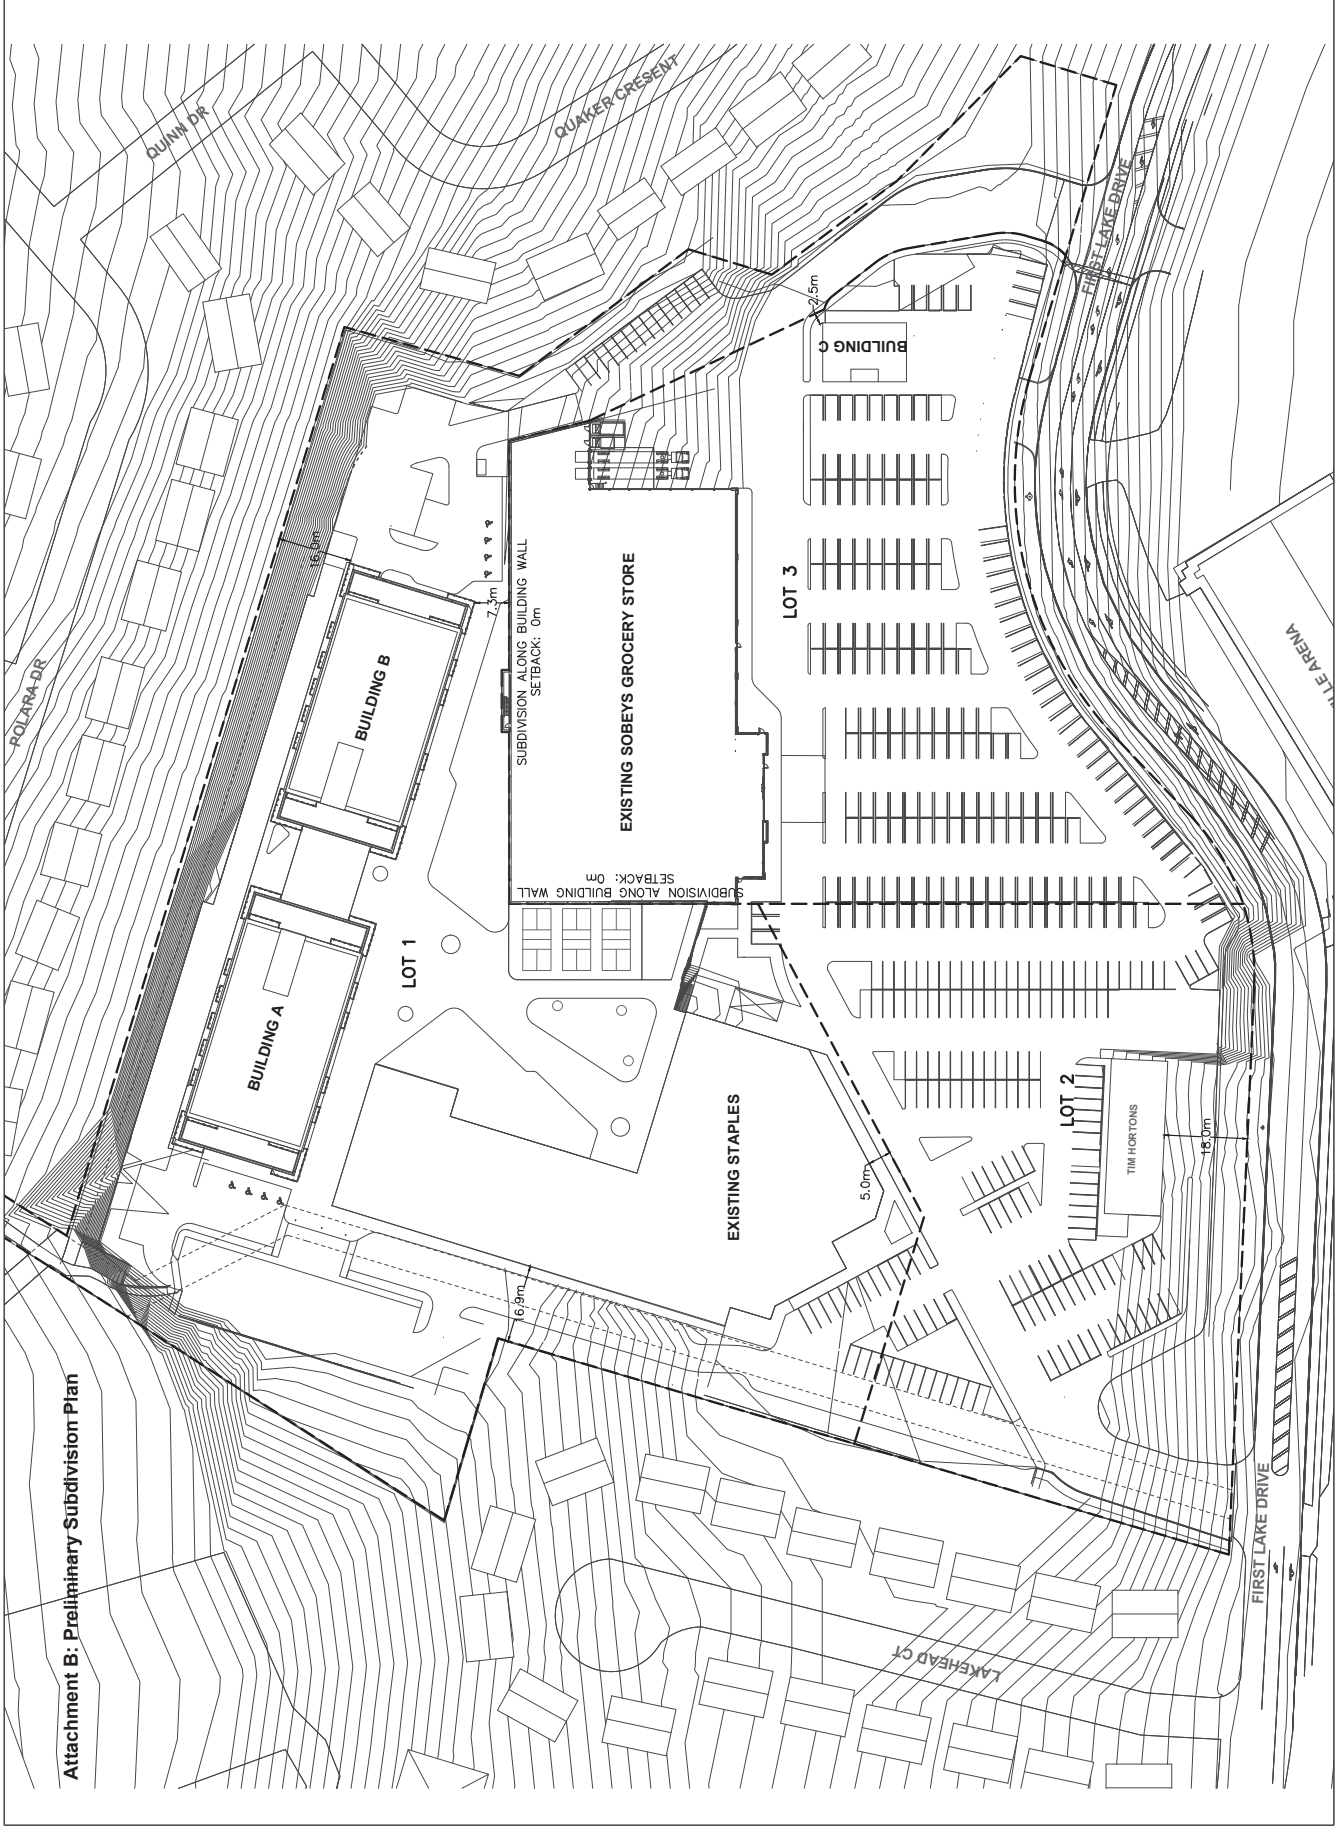 Attachment B: Preliminary Subdivision Plan
QUINN DR
QUAKER CRESENT
POLARA DR
FIRST LAKE DRIVE
BUILDING C
2.5m
16.0m
7.3m
BUILDING B
BUILDING A
LOT 1
SUBDIVISION ALONG BUILDING WALL
SETBACK: 0m
EXISTING SOBEYS GROCERY STORE
SUBDIVISION ALONG BUILDING WALL
SETBACK: 0m
LOT 3
LLE ARENA
EXISTING STAPLES
5.0m
6.9m
LOT 2
TIM HORTONS
18.0m
LAKEHEAD CT
FIRST LAKE DRIVE